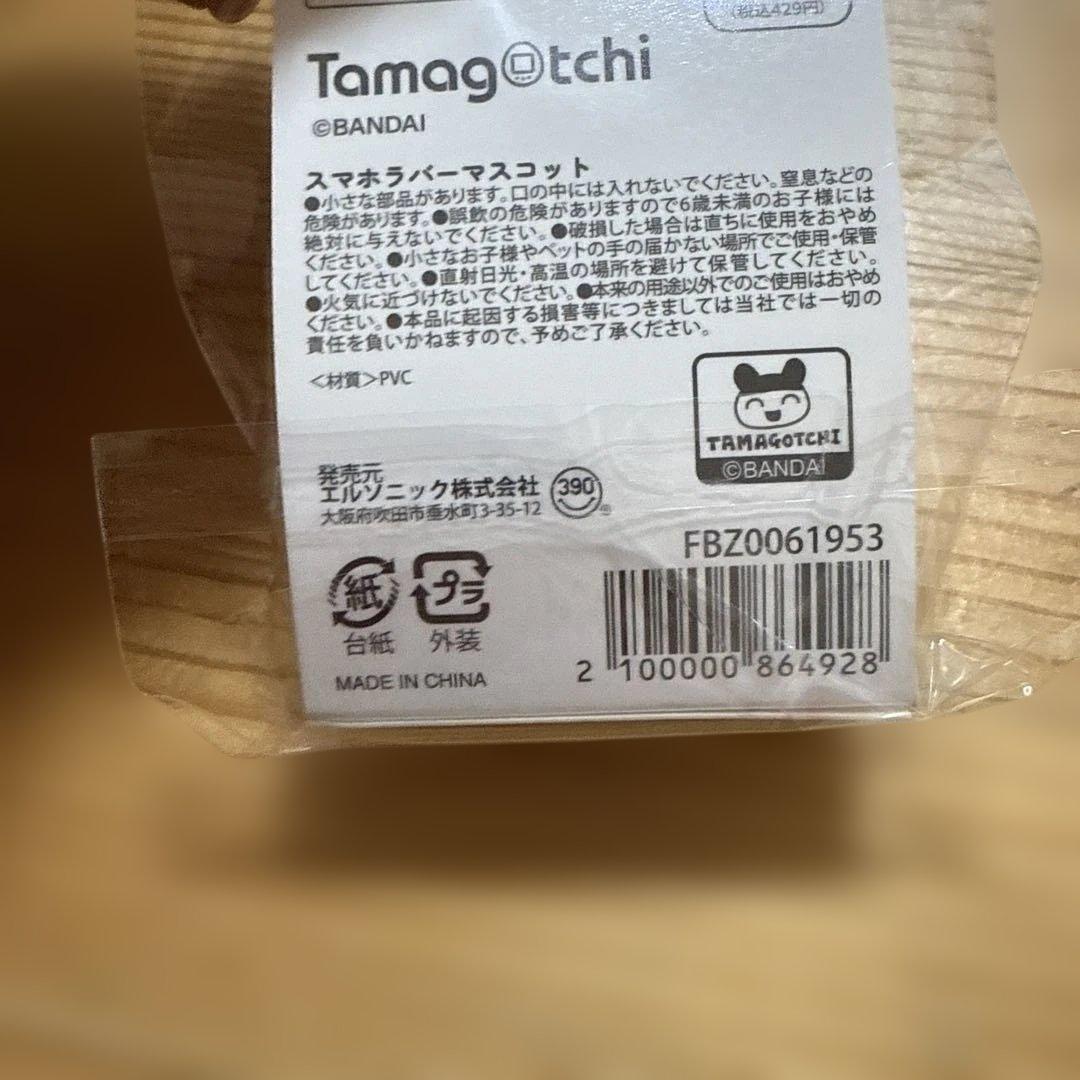 (税込429円)
Tamagotchi
©BANDAI
スマホラバーマスコット
●小さな部品があります。口の中には入れないでください。窒息などの
危険があります。●誤飲の危険がありますので6歳未満のお子様には
絶対に与えないでください。●破損した場合は直ちに使用をおやめ
ください。●小さなお子様やペットの手の届かない場所でご使用・保管
してください。●直射日光・高温の場所を避けて保管してください。
●火気に近づけないでください。●本来の用途以外でのご使用はおやめ
ください。●本品に起因する損害等につきましては当社では一切の
責任を負いかねますので、予めご了承ください。
<材質>PVC
TAMAGOTCHI
©BANDAI
発売元
エルソニック株式会社
大阪府吹田市垂水町3-35-12
390
FBZ0061953
紙
プラ
台紙
外装
2 100000 864928
MADE IN CHINA